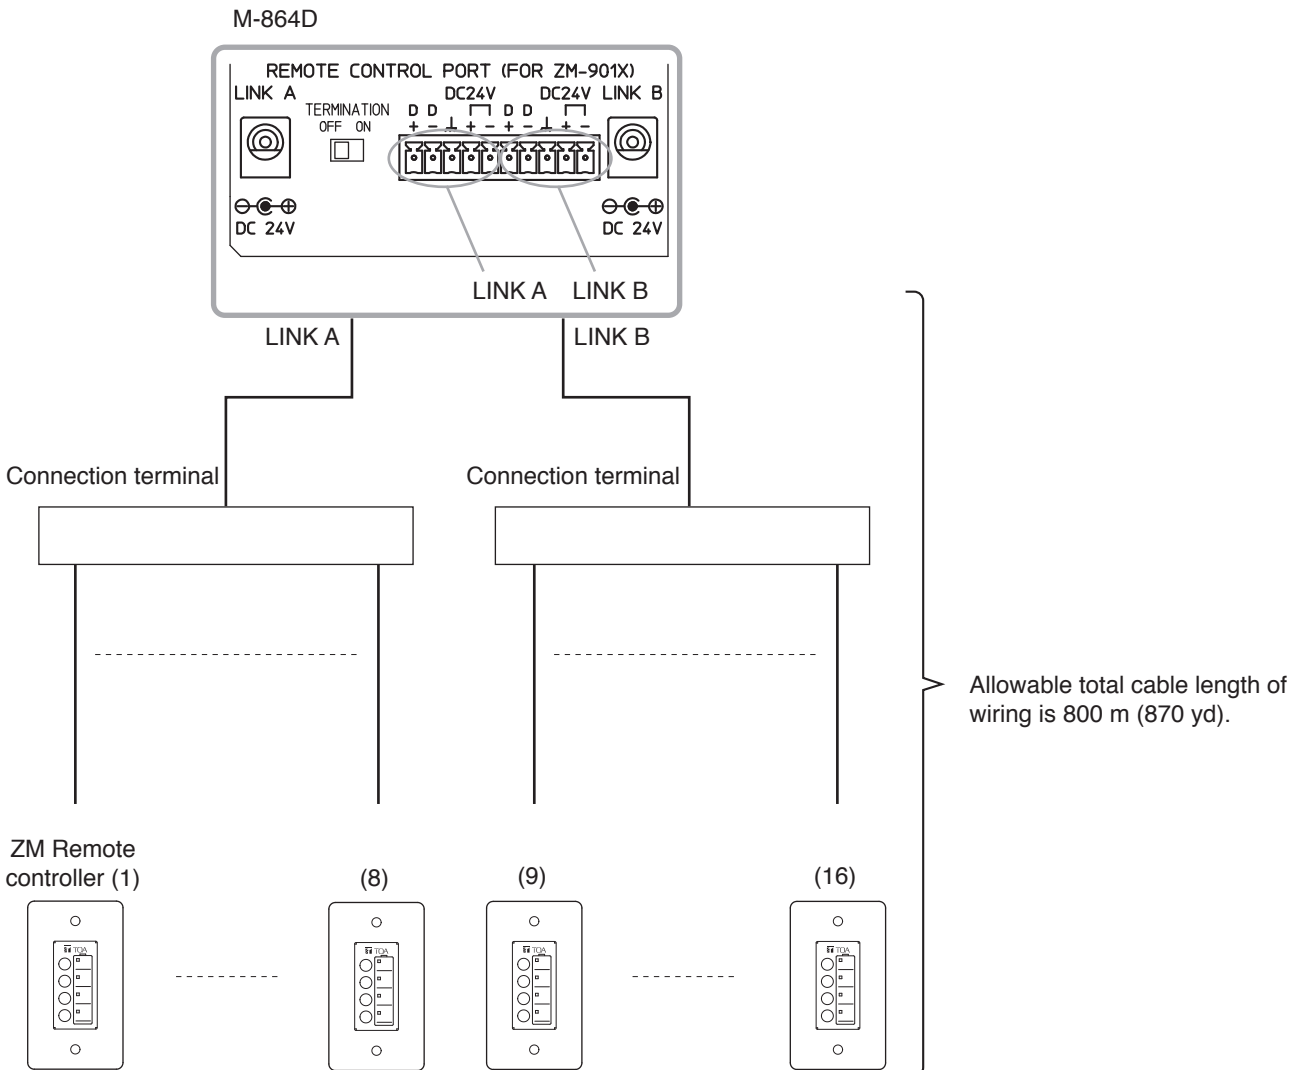 M-864D
REMOTE CONTROL PORT (FOR ZM-901X)
LINK A
DC24V
DC24V
LINK B
TERMINATION
D D
D D
OFF ON
+ − ⊥ + −
+ − ⊥ + −
DC 24V
DC 24V
LINK A
LINK B
LINK A
LINK B
Connection terminal
Connection terminal
Allowable total cable length of
wiring is 800 m (870 yd).
ZM Remote
controller (1)
(8)
(9)
(16)
TOA
TOA
TOA
TOA